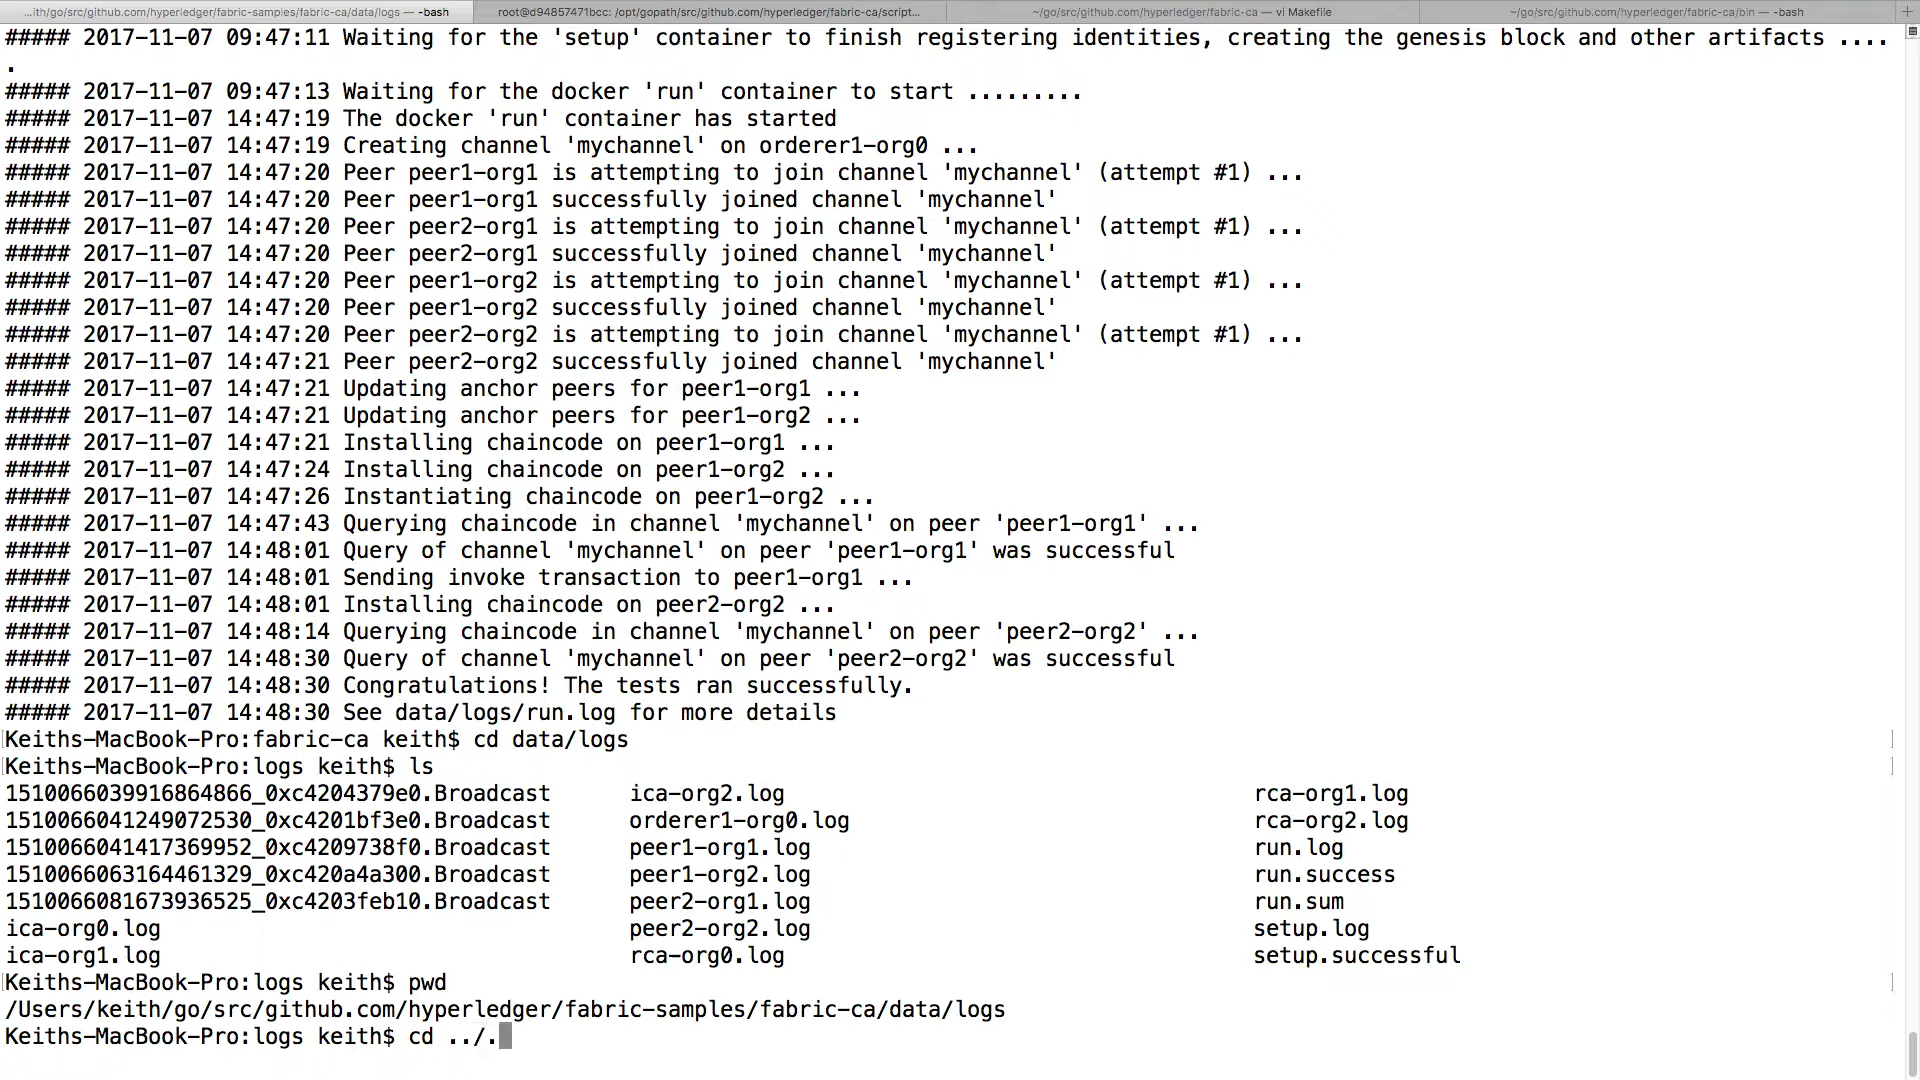 ...ith/go/src/github.com/hyperledger/fabric-samples/fabric-ca/data/logs — -bash
root@d94857471bcc: /opt/gopath/src/github.com/hyperledger/fabric-ca/script...
~/go/src/github.com/hyperledger/fabric-ca — vi Makefile
~/go/src/github.com/hyperledger/fabric-ca/bin — -bash
+
##### 2017-11-07 09:47:11 Waiting for the 'setup' container to finish registering identities, creating the genesis block and other artifacts ....
.
##### 2017-11-07 09:47:13 Waiting for the docker 'run' container to start .........
##### 2017-11-07 14:47:19 The docker 'run' container has started
##### 2017-11-07 14:47:19 Creating channel 'mychannel' on orderer1-org0 ...
##### 2017-11-07 14:47:20 Peer peer1-org1 is attempting to join channel 'mychannel' (attempt #1) ...
##### 2017-11-07 14:47:20 Peer peer1-org1 successfully joined channel 'mychannel'
##### 2017-11-07 14:47:20 Peer peer2-org1 is attempting to join channel 'mychannel' (attempt #1) ...
##### 2017-11-07 14:47:20 Peer peer2-org1 successfully joined channel 'mychannel'
##### 2017-11-07 14:47:20 Peer peer1-org2 is attempting to join channel 'mychannel' (attempt #1) ...
##### 2017-11-07 14:47:20 Peer peer1-org2 successfully joined channel 'mychannel'
##### 2017-11-07 14:47:20 Peer peer2-org2 is attempting to join channel 'mychannel' (attempt #1) ...
##### 2017-11-07 14:47:21 Peer peer2-org2 successfully joined channel 'mychannel'
##### 2017-11-07 14:47:21 Updating anchor peers for peer1-org1 ...
##### 2017-11-07 14:47:21 Updating anchor peers for peer1-org2 ...
##### 2017-11-07 14:47:21 Installing chaincode on peer1-org1 ...
##### 2017-11-07 14:47:24 Installing chaincode on peer1-org2 ...
##### 2017-11-07 14:47:26 Instantiating chaincode on peer1-org2 ...
##### 2017-11-07 14:47:43 Querying chaincode in channel 'mychannel' on peer 'peer1-org1' ...
##### 2017-11-07 14:48:01 Query of channel 'mychannel' on peer 'peer1-org1' was successful
##### 2017-11-07 14:48:01 Sending invoke transaction to peer1-org1 ...
##### 2017-11-07 14:48:01 Installing chaincode on peer2-org2 ...
##### 2017-11-07 14:48:14 Querying chaincode in channel 'mychannel' on peer 'peer2-org2' ...
##### 2017-11-07 14:48:30 Query of channel 'mychannel' on peer 'peer2-org2' was successful
##### 2017-11-07 14:48:30 Congratulations! The tests ran successfully.
##### 2017-11-07 14:48:30 See data/logs/run.log for more details
[Keiths-MacBook-Pro:fabric-ca keith$ cd data/logs ]
[Keiths-MacBook-Pro:logs keith$ ls ]
1510066039916864866_0xc4204379e0.Broadcast ica-org2.log rca-org1.log
1510066041249072530_0xc4201bf3e0.Broadcast orderer1-org0.log rca-org2.log
1510066041417369952_0xc4209738f0.Broadcast peer1-org1.log run.log
1510066063164461329_0xc420a4a300.Broadcast peer1-org2.log run.success
1510066081673936525_0xc4203feb10.Broadcast peer2-org1.log run.sum
ica-org0.log peer2-org2.log setup.log
ica-org1.log rca-org0.log setup.successful
[Keiths-MacBook-Pro:logs keith$ pwd ]
/Users/keith/go/src/github.com/hyperledger/fabric-samples/fabric-ca/data/logs
Keiths-MacBook-Pro:logs keith$ cd ../.